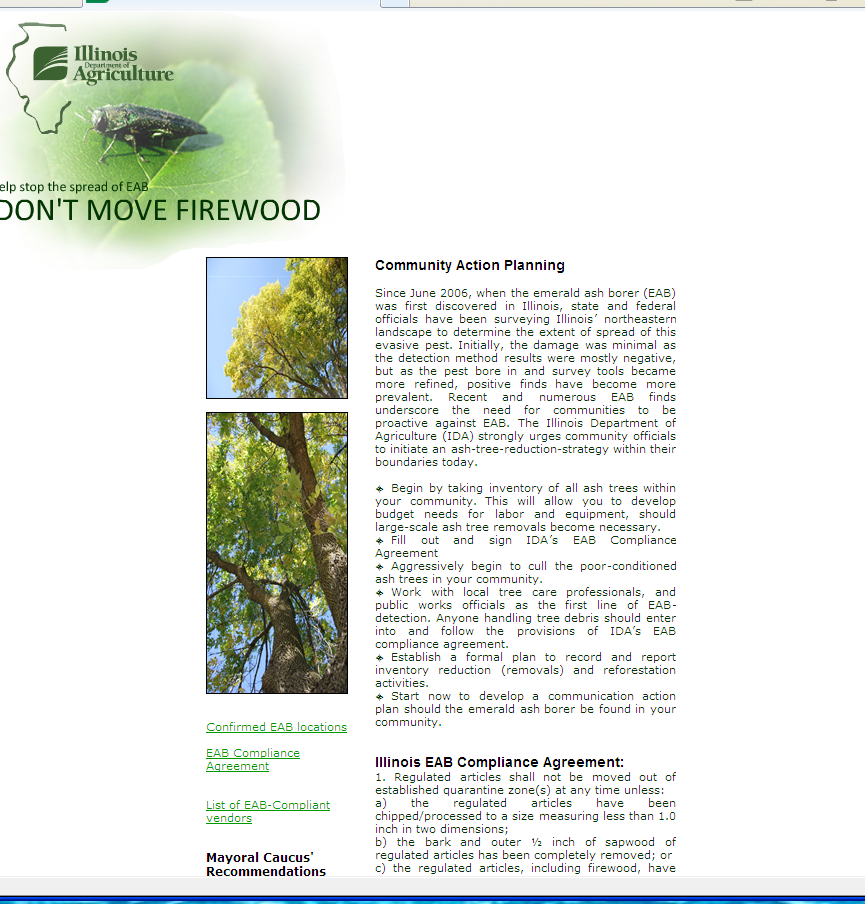 Illinois
Department of
Agriculture
elp stop the spread of EAB
DON'T MOVE FIREWOOD
Community Action Planning
Since June 2006, when the emerald ash borer (EAB)
was first discovered in Illinois, state and federal
officials have been surveying Illinois’ northeastern
landscape to determine the extent of spread of this
evasive pest. Initially, the damage was minimal as
the detection method results were mostly negative,
but as the pest bore in and survey tools became
more refined, positive finds have become more
prevalent. Recent and numerous EAB finds
underscore the need for communities to be
proactive against EAB. The Illinois Department of
Agriculture (IDA) strongly urges community officials
to initiate an ash-tree-reduction-strategy within their
boundaries today.
Begin by taking inventory of all ash trees within
your community. This will allow you to develop
budget needs for labor and equipment, should
large-scale ash tree removals become necessary.
Fill out and sign IDA’s EAB Compliance
Agreement
Aggressively begin to cull the poor-conditioned
ash trees in your community.
Work with local tree care professionals, and
public works officials as the first line of EAB-
detection. Anyone handling tree debris should enter
into and follow the provisions of IDA’s EAB
compliance agreement.
Establish a formal plan to record and report
inventory reduction (removals) and reforestation
activities.
Start now to develop a communication action
plan should the emerald ash borer be found in your
community.
Illinois EAB Compliance Agreement:
1. Regulated articles shall not be moved out of
established quarantine zone(s) at any time unless:
a) the regulated articles have been
chipped/processed to a size measuring less than 1.0
inch in two dimensions;
b) the bark and outer ½ inch of sapwood of
regulated articles has been completely removed; or
c) the regulated articles, including firewood, have
Confirmed EAB locations
EAB Compliance
Agreement
List of EAB-Compliant
vendors
Mayoral Caucus'
Recommendations